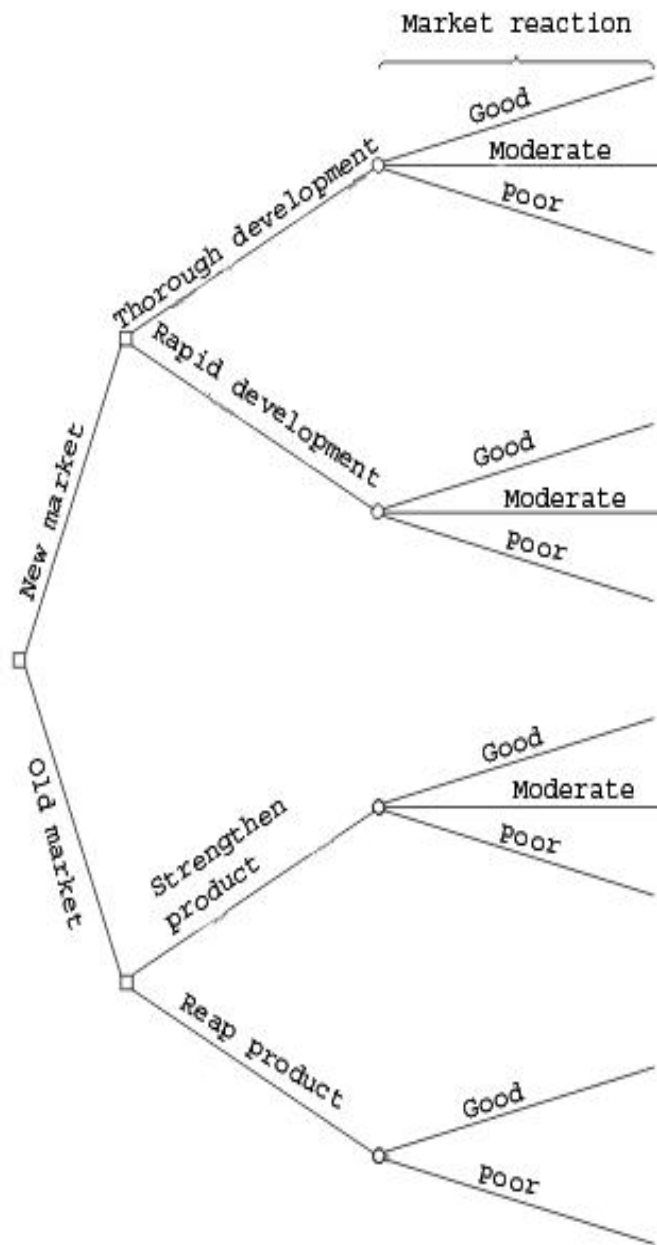 Market reaction
Good
Moderate
Poor
Thorough development
Rapid development
Good
Moderate
Poor
New market
Old market
Good
Moderate
Poor
Strengthen
product
Reap product
Good
Poor